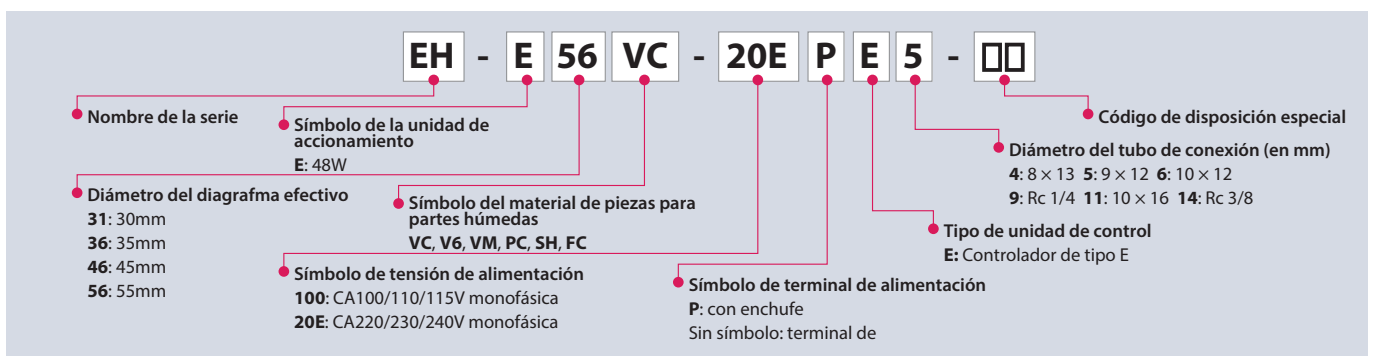 EH - E 56 VC - 20E P E 5 - □□
Nombre de la serie
Símbolo de la unidad de
accionamiento
E: 48W
Diámetro del diagrafma efectivo
31: 30mm
36: 35mm
46: 45mm
56: 55mm
Símbolo del material de piezas para
partes húmedas
VC, V6, VM, PC, SH, FC
Símbolo de tensión de alimentación
100: CA100/110/115V monofásica
20E: CA220/230/240V monofásica
Símbolo de terminal de alimentación
P: con enchufe
Sin símbolo: terminal de
Tipo de unidad de control
E: Controlador de tipo E
Diámetro del tubo de conexión (en mm)
4: 8 × 13 5: 9 × 12 6: 10 × 12
9: Rc 1/4 11: 10 × 16 14: Rc 3/8
Código de disposición especial